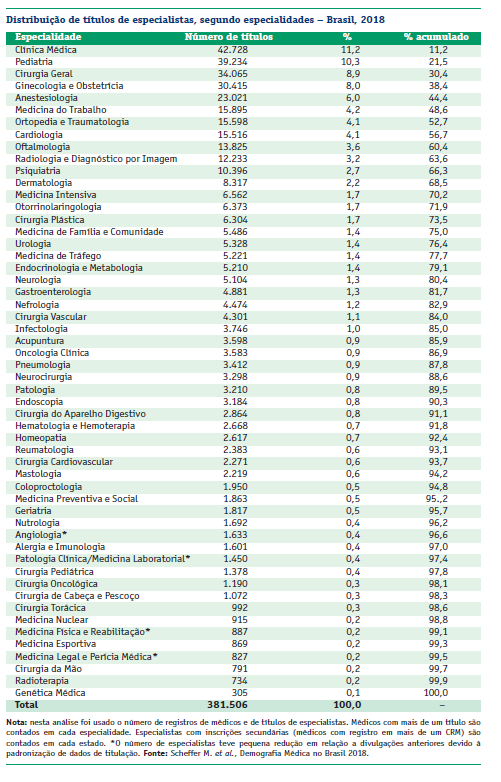 Distribuição de títulos de especialistas, segundo especialidades – Brasil, 2018
Especialidade Número de títulos % % acumulado
Clínica Médica 42.728 11,2 11,2
Pediatria 39.234 10,3 21,5
Cirurgia Geral 34.065 8,9 30,4
Ginecologia e Obstetrícia 30.415 8,0 38,4
Anestesiologia 23.021 6,0 44,4
Medicina do Trabalho 15.895 4,2 48,6
Ortopedia e Traumatologia 15.598 4,1 52,7
Cardiologia 15.516 4,1 56,7
Oftalmologia 13.825 3,6 60,4
Radiologia e Diagnóstico por Imagem 12.233 3,2 63,6
Psiquiatria 10.396 2,7 66,3
Dermatologia 8.317 2,2 68,5
Medicina Intensiva 6.562 1,7 70,2
Otorrinolaringologia 6.373 1,7 71,9
Cirurgia Plástica 6.304 1,7 73,5
Medicina de Família e Comunidade 5.486 1,4 75,0
Urologia 5.328 1,4 76,4
Medicina de Tráfego 5.221 1,4 77,7
Endocrinologia e Metabologia 5.210 1,4 79,1
Neurologia 5.104 1,3 80,4
Gastroenterologia 4.881 1,3 81,7
Nefrologia 4.474 1,2 82,9
Cirurgia Vascular 4.301 1,1 84,0
Infectologia 3.746 1,0 85,0
Acupuntura 3.598 0,9 85,9
Oncologia Clínica 3.583 0,9 86,9
Pneumologia 3.412 0,9 87,8
Neurocirurgia 3.298 0,9 88,6
Patologia 3.210 0,8 89,5
Endoscopia 3.184 0,8 90,3
Cirurgia do Aparelho Digestivo 2.864 0,8 91,1
Hematologia e Hemoterapia 2.668 0,7 91,8
Homeopatia 2.617 0,7 92,4
Reumatologia 2.383 0,6 93,1
Cirurgia Cardiovascular 2.271 0,6 93,7
Mastologia 2.219 0,6 94,2
Coloproctologia 1.950 0,5 94,8
Medicina Preventiva e Social 1.863 0,5 95.,2
Geriatria 1.817 0,5 95,7
Nutrologia 1.692 0,4 96,2
Angiologia* 1.633 0,4 96,6
Alergia e Imunologia 1.601 0,4 97,0
Patologia Clínica/Medicina Laboratorial* 1.450 0,4 97,4
Cirurgia Pediátrica 1.378 0,4 97,8
Cirurgia Oncológica 1.190 0,3 98,1
Cirurgia de Cabeça e Pescoço 1.072 0,3 98,3
Cirurgia Torácica 992 0,3 98,6
Medicina Nuclear 915 0,2 98,8
Medicina Física e Reabilitação* 887 0,2 99,1
Medicina Esportiva 869 0,2 99,3
Medicina Legal e Perícia Médica* 827 0,2 99,5
Cirurgia da Mão 791 0,2 99,7
Radioterapia 734 0,2 99,9
Genética Médica 305 0,1 100,0
Total 381.506 100,0 –
Nota: nesta análise foi usado o número de registros de médicos e de títulos de especialistas. Médicos com mais de um título são
contados em cada especialidade. Especialistas com inscrições secundárias (médicos com registro em mais de um CRM) são
contados em cada estado. *O número de especialistas teve pequena redução em relação a divulgações anteriores devido à
padronização de dados de titulação. Fonte: Scheffer M. et al., Demografia Médica no Brasil 2018.